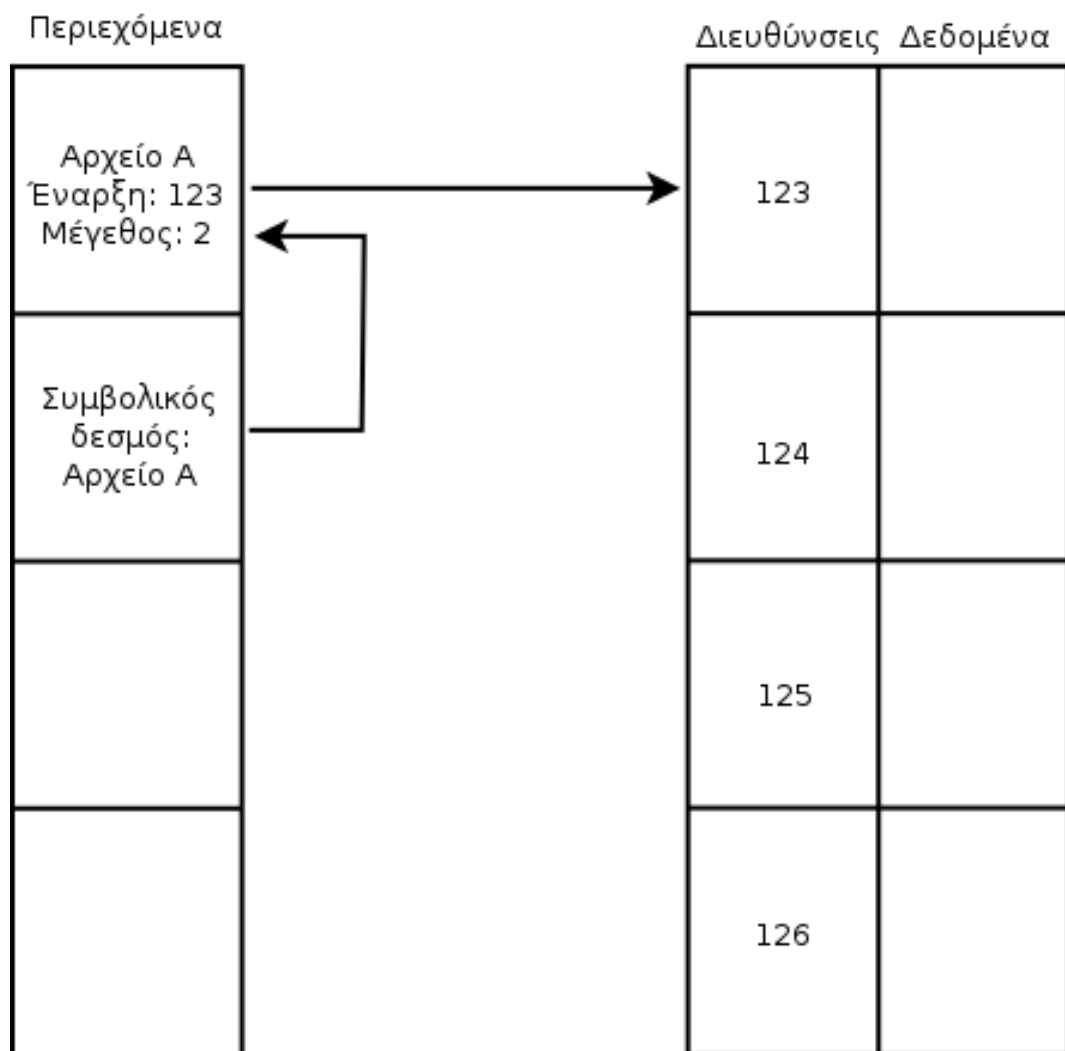 Περιεχόμενα
Διευθύνσεις Δεδομένα
Αρχείο Α
Έναρξη: 123
Μέγεθος: 2
123
Συμβολικός
δεσμός:
Αρχείο Α
124
125
126